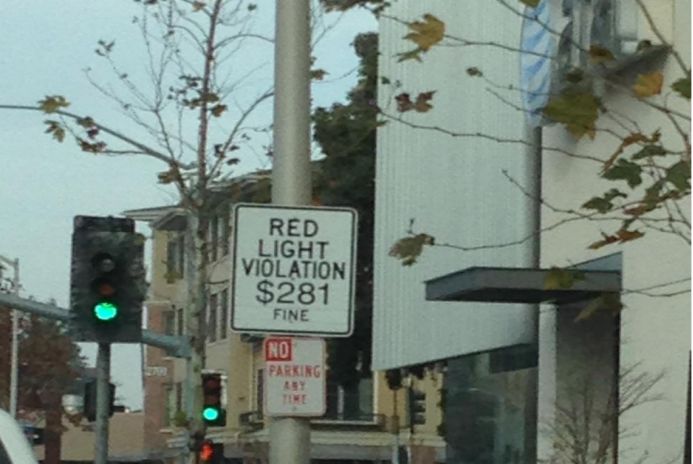 RED
LIGHT
VIOLATION
$281
FINE
NO
PARKING
ANY
TIME